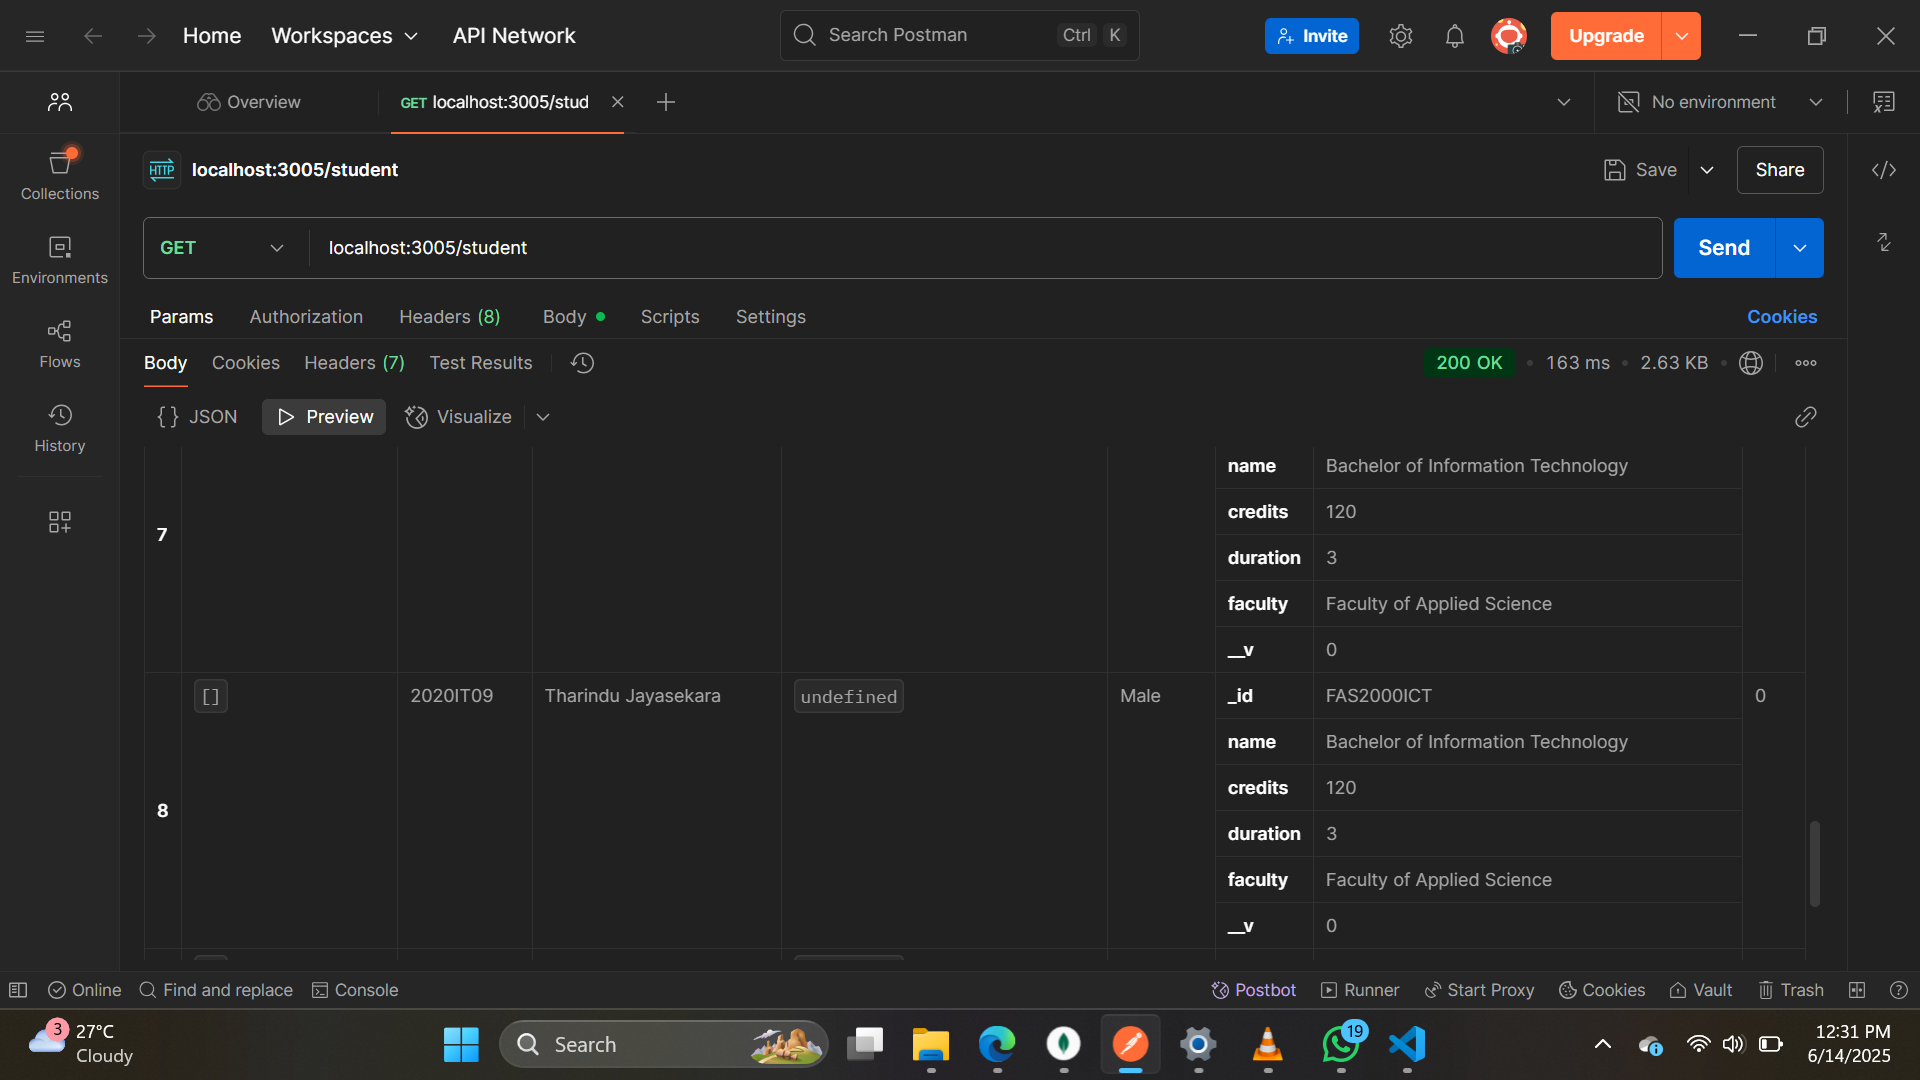 Home Workspaces API Network Search Postman Ctrl K Invite Upgrade
Overview GET localhost:3005/stud No environment
HTTP localhost:3005/student Save Share
Collections
GET localhost:3005/student Send
Environments
Params Authorization Headers (8) Body Scripts Settings Cookies
Flows
Body Cookies Headers (7) Test Results 200 OK 163 ms 2.63 KB
{} JSON Preview Visualize
History
name Bachelor of Information Technology
credits 120
7
duration 3
faculty Faculty of Applied Science
__v 0
[] 2020IT09 Tharindu Jayasekara undefined Male _id FAS2000ICT 0
name Bachelor of Information Technology
credits 120
8
duration 3
faculty Faculty of Applied Science
__v 0
Online Find and replace Console Postbot Runner Start Proxy Cookies Vault Trash
3 27°C
Cloudy
Search
19
12:31 PM
6/14/2025